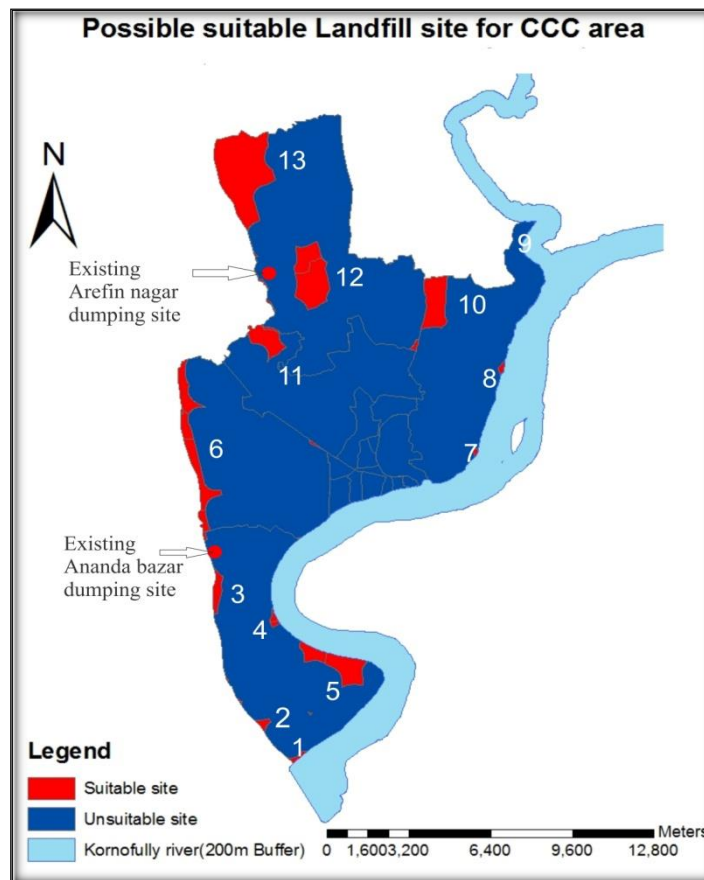 Possible suitable Landfill site for CCC area
N
13
9
Existing
Arefin nagar
dumping site
12
10
11
8
6
7
Existing
Ananda bazar
dumping site
3
4
5
2
1
Legend
Suitable site
Unsuitable site
Kornofully river(200m Buffer)
Meters
0 1,6003,200 6,400 9,600 12,800